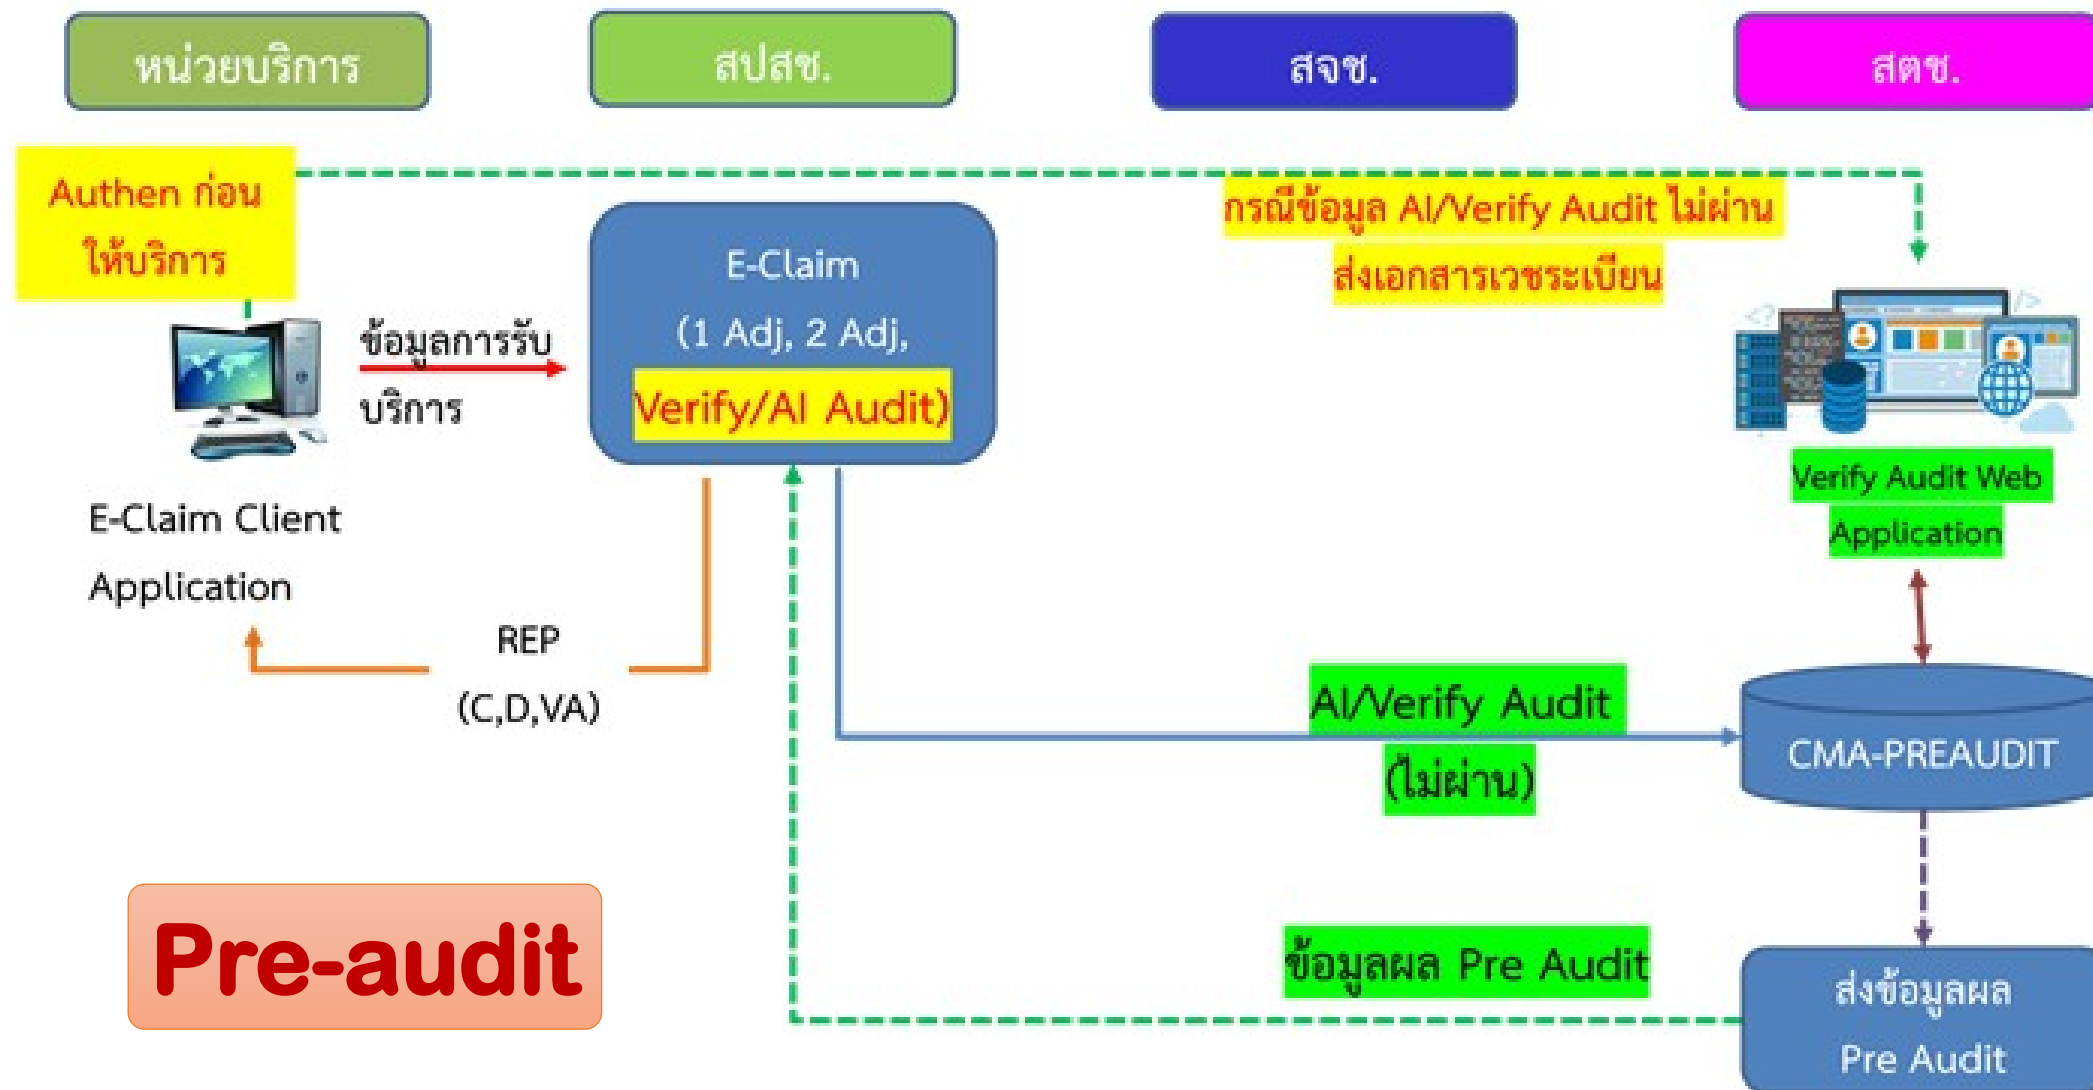 หน่วยบริการ
สปสช.
สจช.
สตช.
Authen ก่อน
ให้บริการ
กรณีข้อมูล AI/Verify Audit ไม่ผ่าน
ส่งเอกสารเวชระเบียน
E-Claim
(1 Adj, 2 Adj,
Verify/AI Audit)
ข้อมูลการรับ
บริการ
E-Claim Client
Application
REP
(C,D,VA)
Verify Audit Web
Application
AI/Verify Audit
(ไม่ผ่าน)
CMA-PREAUDIT
Pre-audit
ข้อมูลผล Pre Audit
ส่งข้อมูลผล
Pre Audit